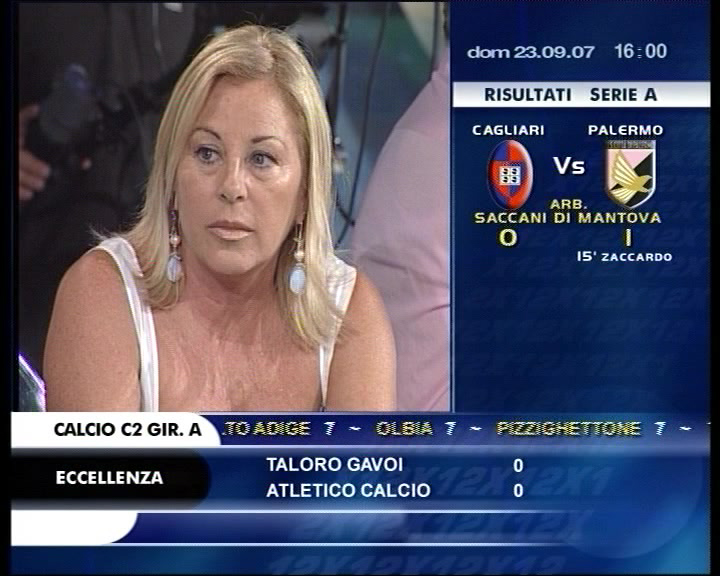 dom 23.09.07 16:00
RISULTATI SERIE A
CAGLIARI PALERMO
Vs
ARB.
SACCANI DI MANTOVA
0 1
15' ZACCARDO
CALCIO C2 GIR. A .TO ADIGE 7 ~ OLBIA 7 ~ PIZZIGHETTONE 7 ~
ECCELLENZA
TALORO GAVOI 0
ATLETICO CALCIO 0